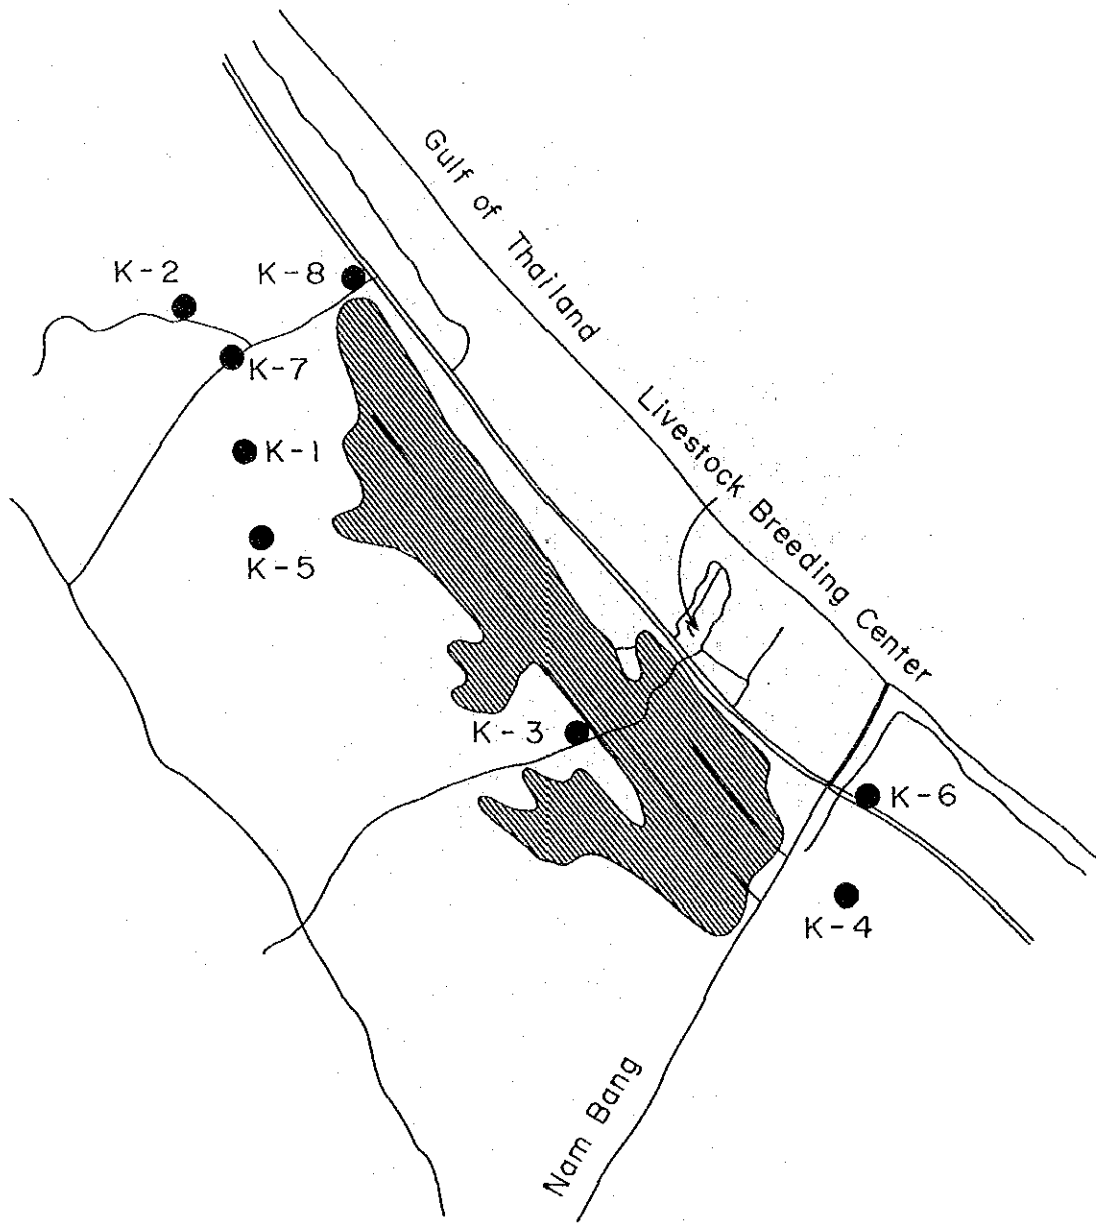 Gulf of Thailand
K-2
K-8
K-7
Livestock Breeding Center
K-1
K-5
K-3
K-6
K-4
Nam Bang